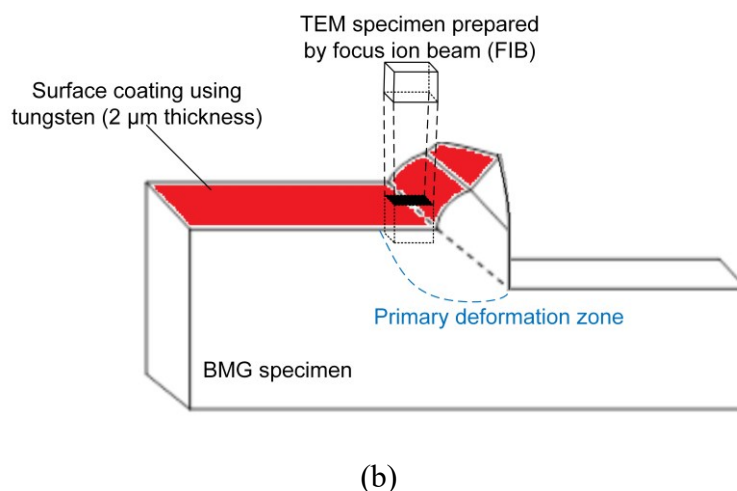 TEM specimen prepared
by focus ion beam (FIB)
Surface coating using
tungsten (2 μm thickness)
Primary deformation zone
BMG specimen
(b)